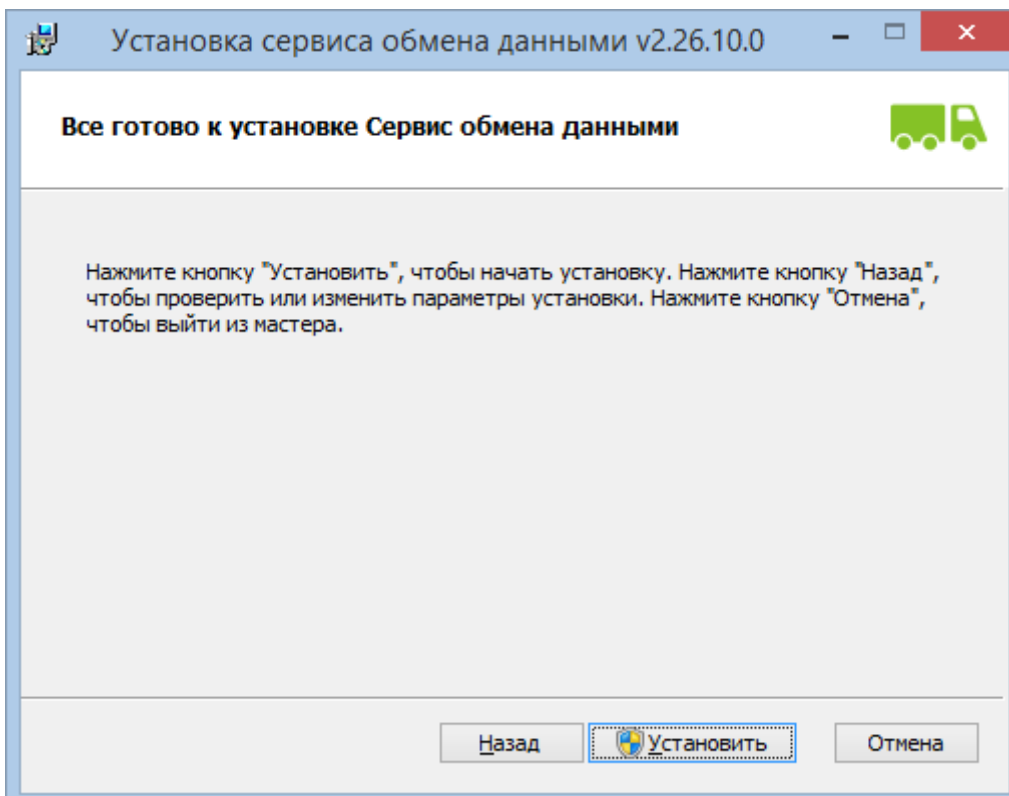 Установка сервиса обмена данными v2.26.10.0
Все готово к установке Сервис обмена данными
Нажмите кнопку "Установить", чтобы начать установку. Нажмите кнопку "Назад",
чтобы проверить или изменить параметры установки. Нажмите кнопку "Отмена",
чтобы выйти из мастера.
Назад
Установить
Отмена